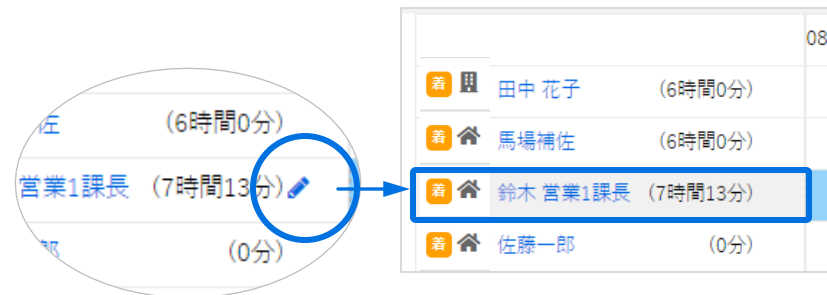 佐 (6時間0分)
営業1課長 (7時間13分)
郎 (0分)
08
着 田中 花子 (6時間0分)
着 馬場補佐 (6時間0分)
着 鈴木 営業1課長 (7時間13分)
着 佐藤一郎 (0分)